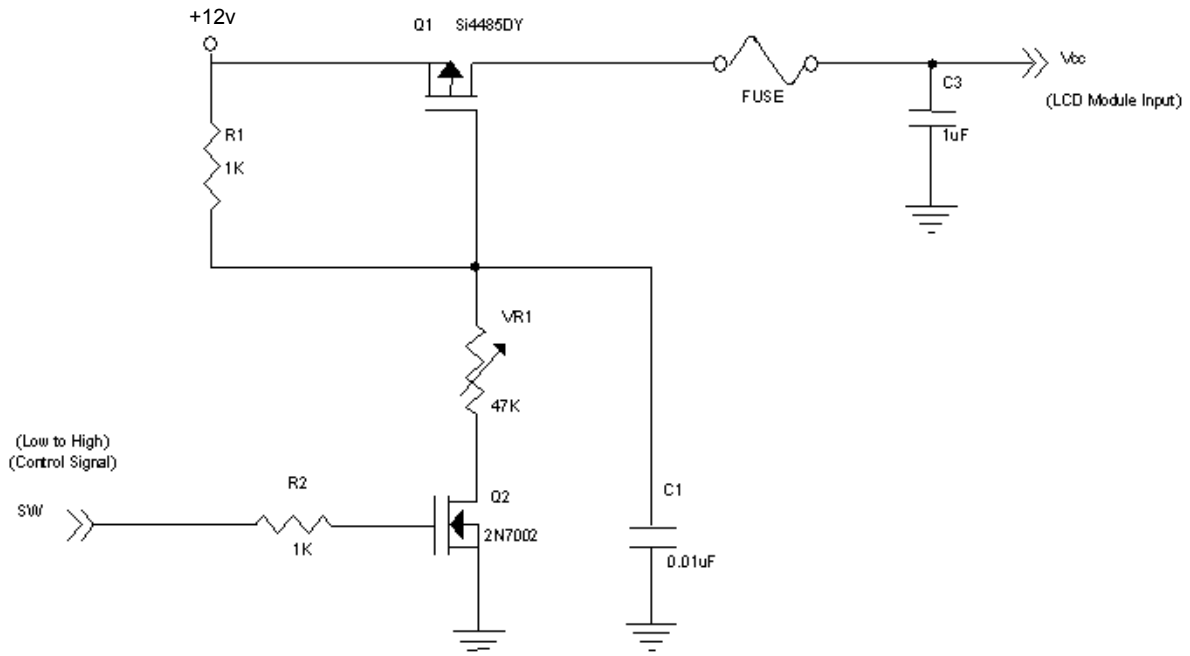 +12v
Q1 Si4485DY
FUSE
Vcc
(LCD Module Input)
C3
1uF
R1
1K
VR1
47K
(Low to High)
(Control Signal)
SW
R2
1K
Q2
2N7002
C1
0.01uF